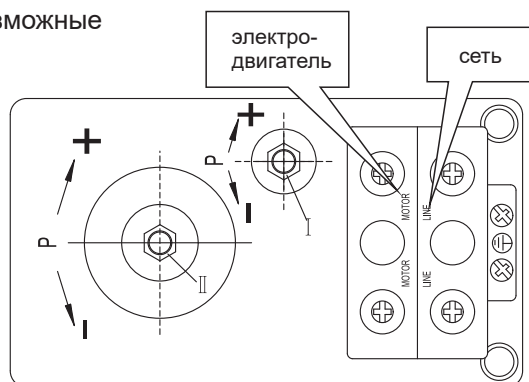 зможные
электро-
двигатель
сеть
+
+
P
I
-
MOTOR
LINE
P
II
MOTOR
LINE
-